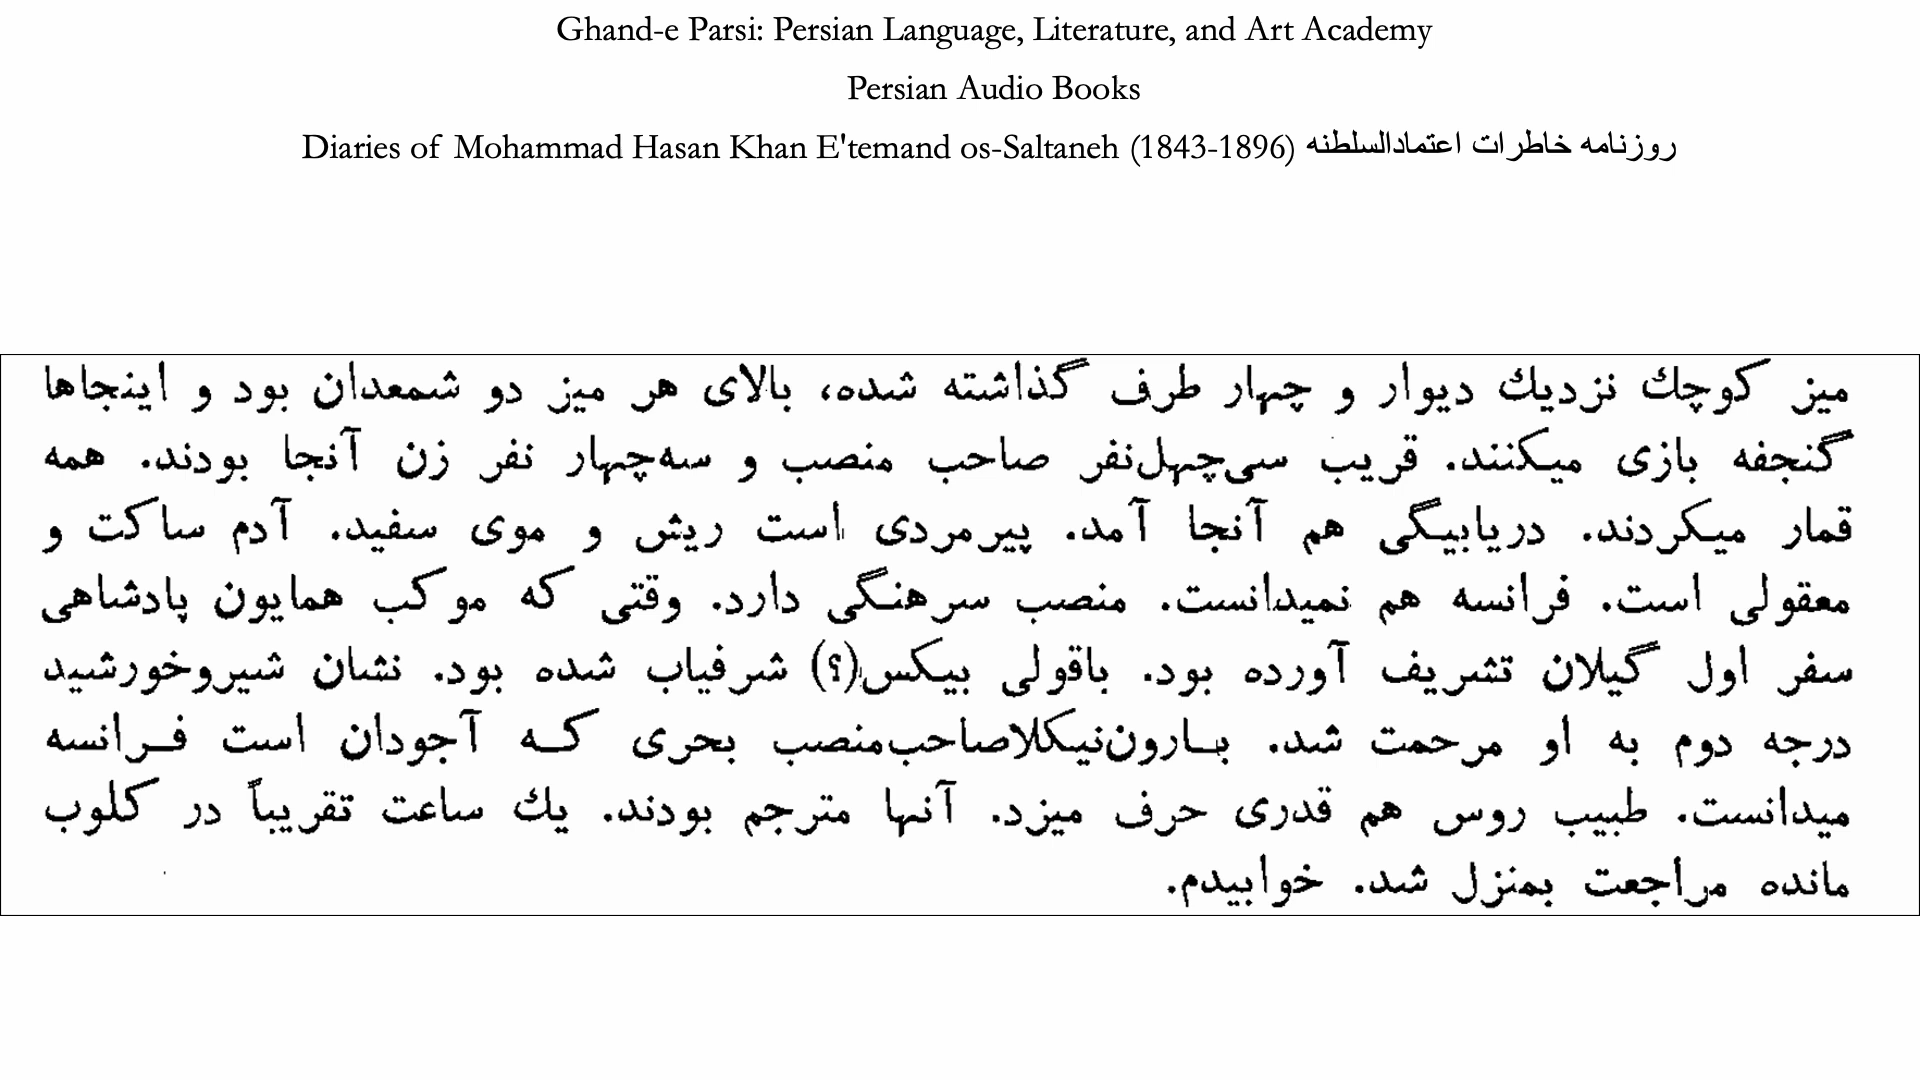 Ghand-e Parsi: Persian Language, Literature, and Art Academy
Persian Audio Books
Diaries of Mohammad Hasan Khan E'temand os-Saltaneh (1843-1896) روزنامه خاطرات اعتمادالسلطنه
میز کوچك نزدیك دیوار و چهار طرف گذاشته شده، بالای هر میز دو شمعدان بود و اینجاها
گنجفه بازی میکنند. قریب سی‌چهل‌نفر صاحب منصب و سه‌چهار نفر زن آنجا بودند. همه
قمار میکردند. دریابیگی هم آنجا آمد. پیرمردی است ریش و موی سفید. آدم ساکت و
معقولی است. فرانسه هم نمیدانست. منصب سرهنگی دارد. وقتی که موکب همایون پادشاهی
سفر اول گیلان تشریف آورده بود. باقولی بیکس(؟) شرفیاب شده بود. نشان شیروخورشید
درجه دوم به او مرحمت شد. بارون‌نیکلاصاحب‌منصب بحری که آجودان است فرانسه
میدانست. طبیب روس هم قدری حرف میزد. آنها مترجم بودند. یك ساعت تقریباً در کلوب
مانده مراجعت بمنزل شد. خوابیدم.